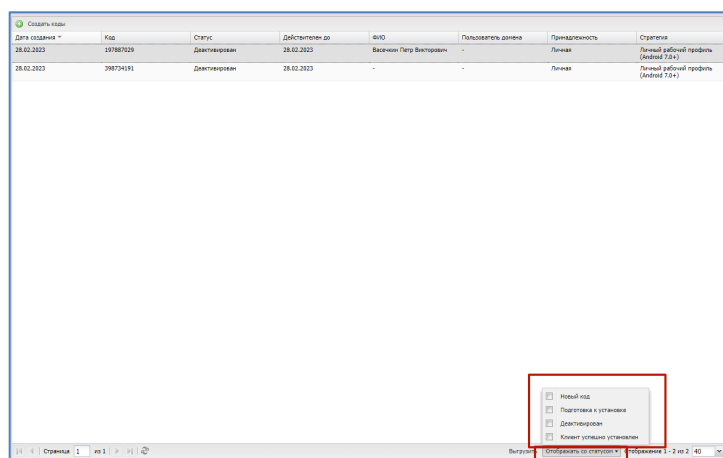 Создать коды
Дата создания Код Статус Действителен до ФИО Пользователь домена Принадлежность Стратегия
28.02.2023 197887029 Деактивирован 28.02.2023 Васечкин Петр Викторович - Личная Личный рабочий профиль
(Android 7.0+)
28.02.2023 398734191 Деактивирован 28.02.2023 - - Личная Личный рабочий профиль
(Android 7.0+)
Новый код
Подготовка к установке
Деактивирован
Клиент успешно установлен
Страница 1 из 1 Выгрузить Отображать со статусом Отображение 1 - 2 из 2 40